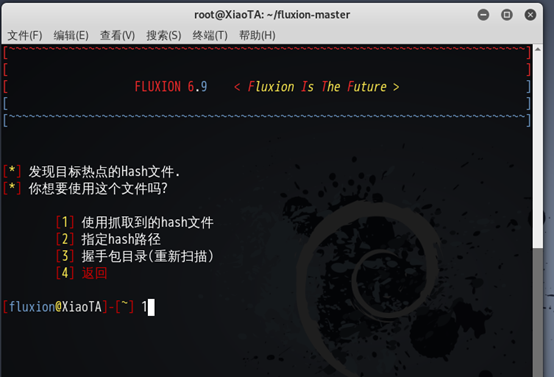 root@XiaoTA: ~/fluxion-master
文件(F) 编辑(E) 查看(V) 搜索(S) 终端(T) 帮助(H)
FLUXION 6.9 < Fluxion Is The Future >
[*] 发现目标热点的Hash文件.
[*] 你想要使用这个文件吗?
[1] 使用抓取到的hash文件
[2] 指定hash路径
[3] 握手包目录(重新扫描)
[4] 返回
[fluxion@XiaoTA]-[~] 1